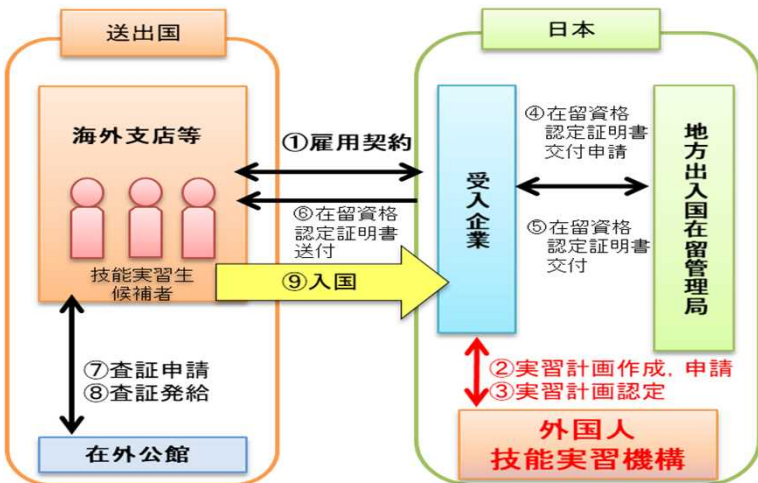 送出国
海外支店等
技能実習生
候補者
⑦査証申請
⑧査証発給
在外公館
①雇用契約
⑥在留資格
認定証明書
送付
⑨入国
日本
受入企業
④在留資格
認定証明書
交付申請
⑤在留資格
認定証明書
交付
地方出入国在留管理局
②実習計画作成，申請
③実習計画認定
外国人
技能実習機構